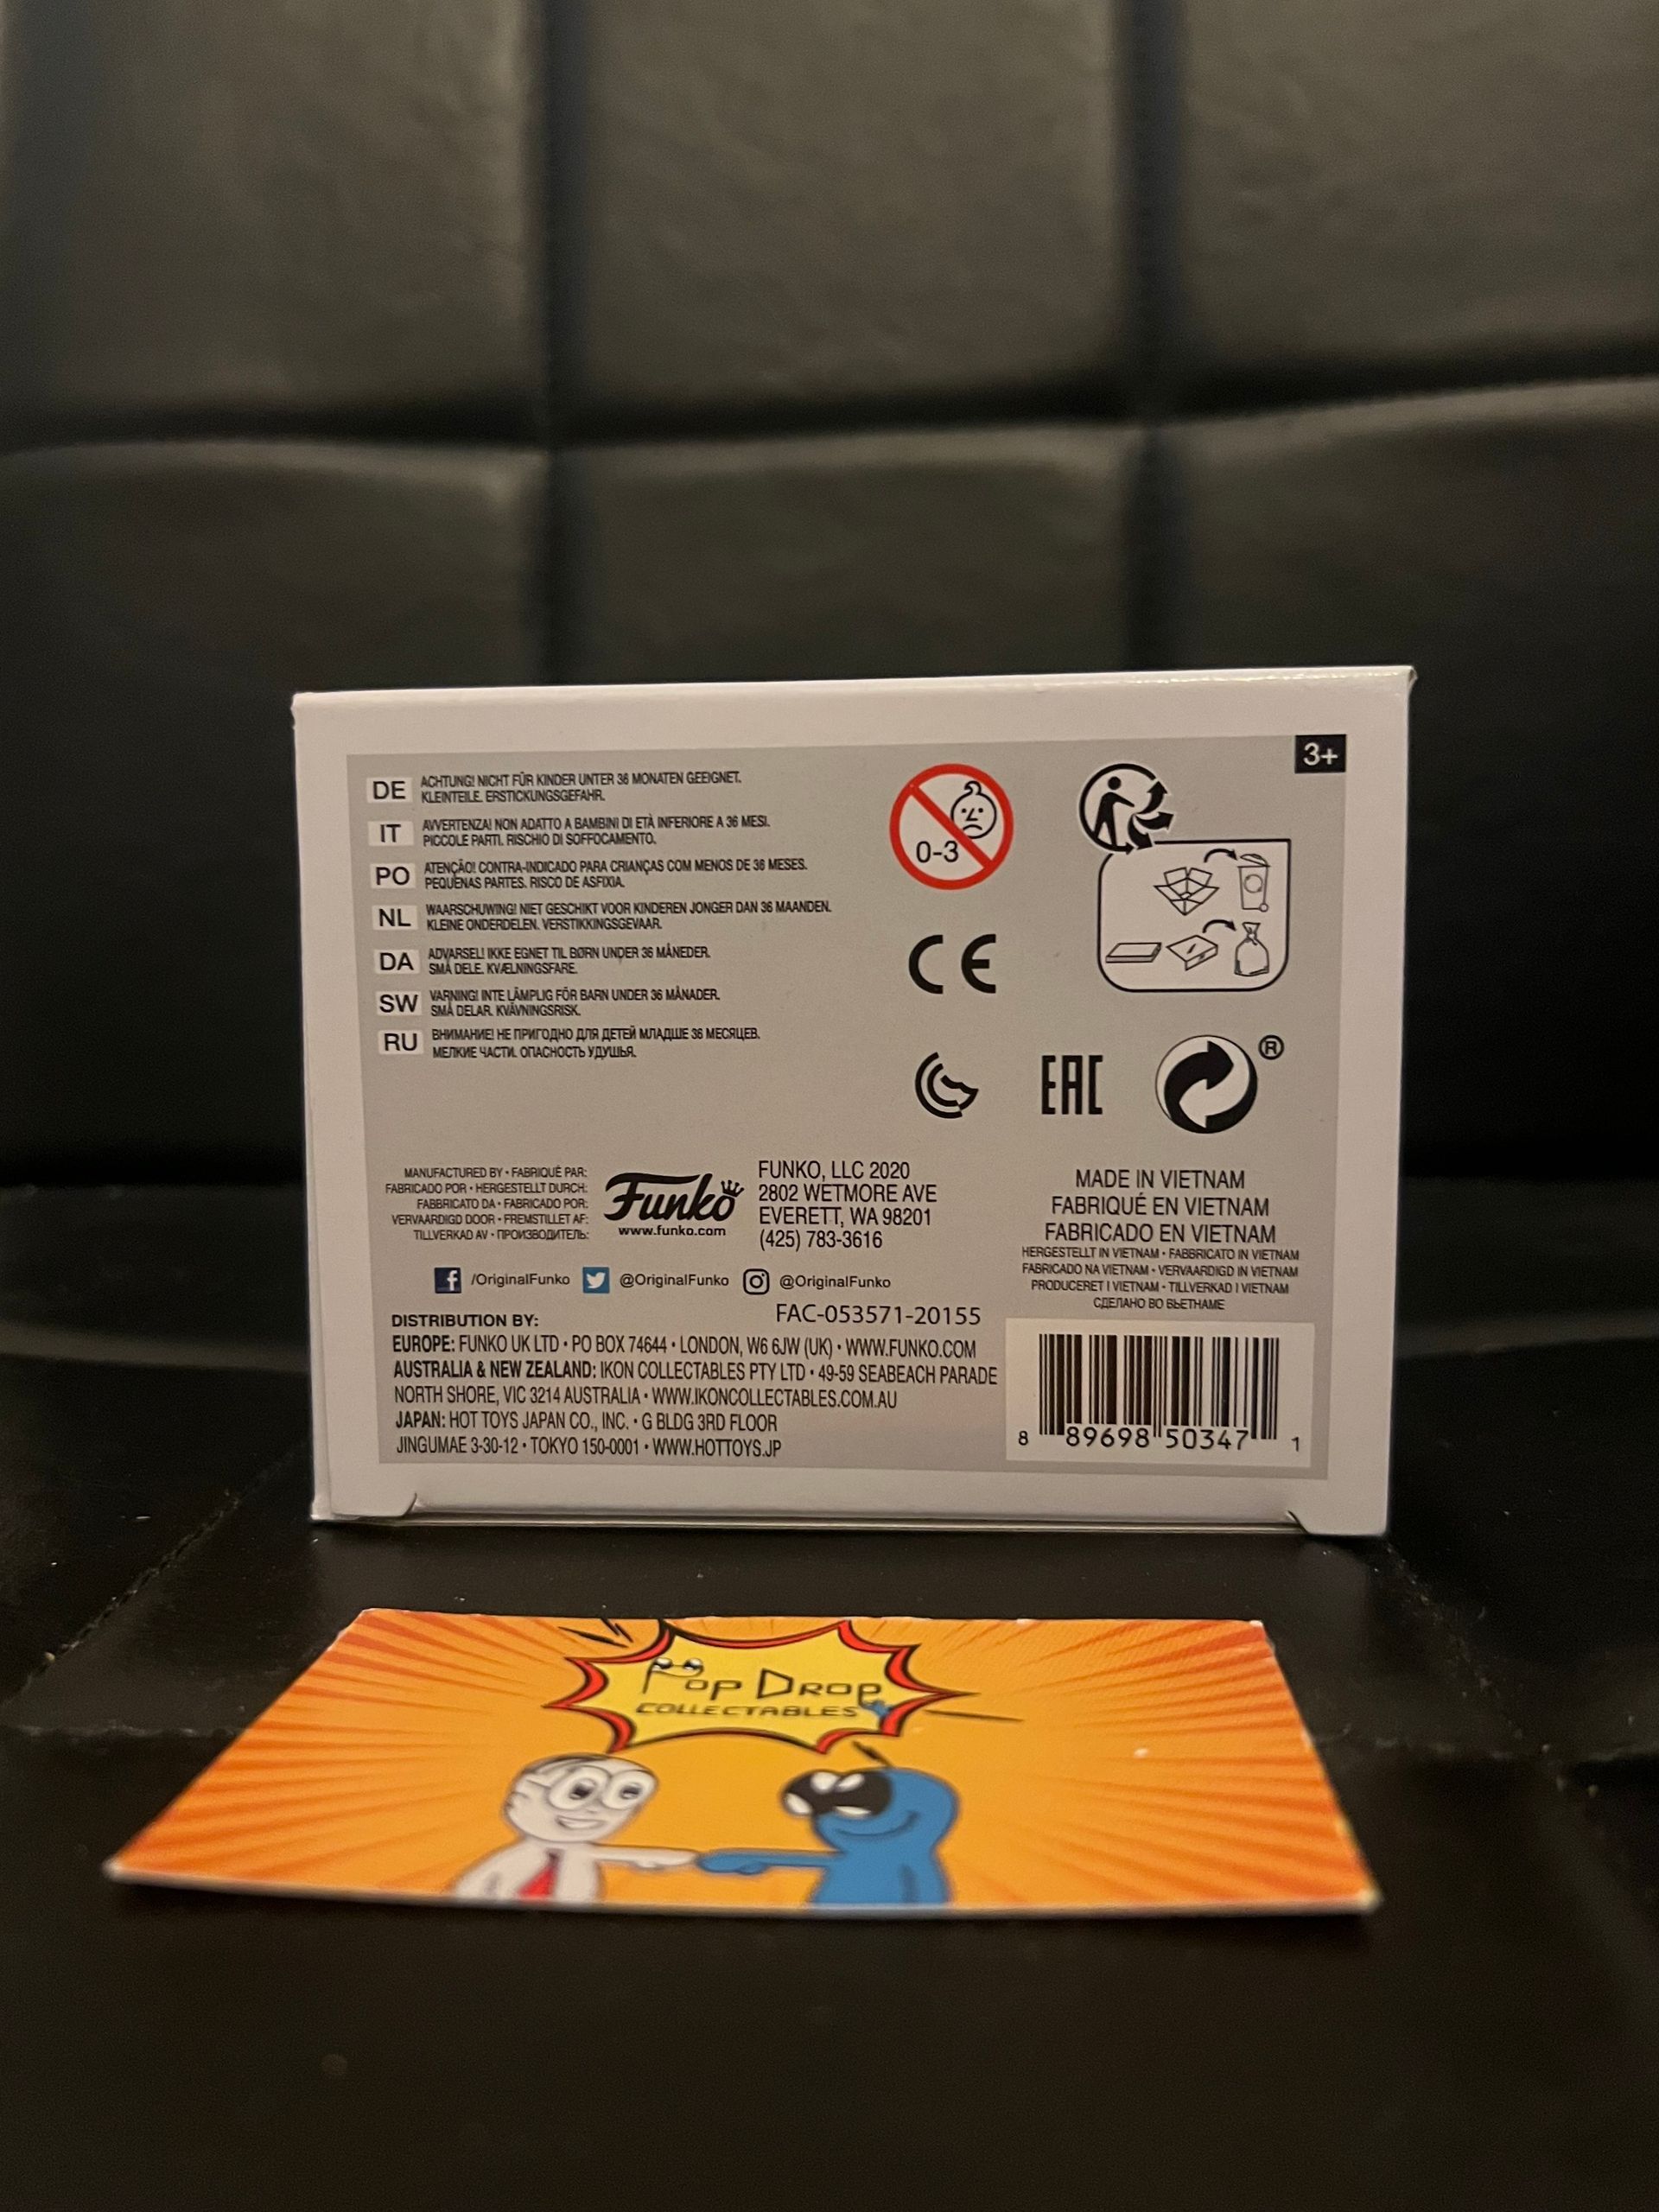 3+
DE
ACHTUNG! NICHT FÜR KINDER UNTER 36 MONATEN GEEIGNET.
KLEINTEILE. ERSTICKUNGSGEFAHR.
IT
AVVERTENZA! NON ADATTO A BAMBINI DI ETÀ INFERIORE A 36 MESI.
PICCOLE PARTI. RISCHIO DI SOFFOCAMENTO.
PO
ATENÇÃO! CONTRA-INDICADO PARA CRIANÇAS COM MENOS DE 36 MESES.
PEQUENAS PARTES. RISCO DE ASFIXIA.
NL
WAARSCHUWING! NIET GESCHIKT VOOR KINDEREN JONGER DAN 36 MAANDEN.
KLEINE ONDERDELEN. VERSTIKKINGSGEVAAR.
DA
ADVARSEL! IKKE EGNET TIL BØRN UNDER 36 MÅNEDER.
SMÅ DELE. KVÆLNINGSFARE.
SW
VARNING! INTE LÄMPLIG FÖR BARN UNDER 36 MÅNADER.
SMÅ DELAR. KVÄVNINGSRISK.
RU
ВНИМАНИЕ! НЕ ПРИГОДНО ДЛЯ ДЕТЕЙ МЛАДШЕ 36 МЕСЯЦЕВ.
МЕЛКИЕ ЧАСТИ. ОПАСНОСТЬ УДУШЬЯ.
0-3
CE
EAC
®
MANUFACTURED BY • FABRIQUÉ PAR:
FABRICADO POR • HERGESTELLT DURCH:
FABBRICATO DA • FABRICADO POR:
VERVAARDIGD DOOR • FREMSTILLET AF:
TILLVERKAD AV • ПРОИЗВОДИТЕЛЬ:
Funko
www.funko.com
FUNKO, LLC 2020
2802 WETMORE AVE
EVERETT, WA 98201
(425) 783-3616
MADE IN VIETNAM
FABRIQUÉ EN VIETNAM
FABRICADO EN VIETNAM
HERGESTELLT IN VIETNAM • FABBRICATO IN VIETNAM
FABRICADO NA VIETNAM • VERVAARDIGD IN VIETNAM
PRODUCERET I VIETNAM • TILLVERKAD I VIETNAM
СДЕЛАНО ВО ВЬЕТНАМЕ
/OriginalFunko @OriginalFunko @OriginalFunko
FAC-053571-20155
DISTRIBUTION BY:
EUROPE: FUNKO UK LTD • PO BOX 74644 • LONDON, W6 6JW (UK) • WWW.FUNKO.COM
AUSTRALIA & NEW ZEALAND: IKON COLLECTABLES PTY LTD • 49-59 SEABEACH PARADE
NORTH SHORE, VIC 3214 AUSTRALIA • WWW.IKONCOLLECTABLES.COM.AU
JAPAN: HOT TOYS JAPAN CO., INC. • G BLDG 3RD FLOOR
JINGUMAE 3-30-12 • TOKYO 150-0001 • WWW.HOTTOYS.JP
8 89698 50347 1
POP DROP
COLLECTABLES